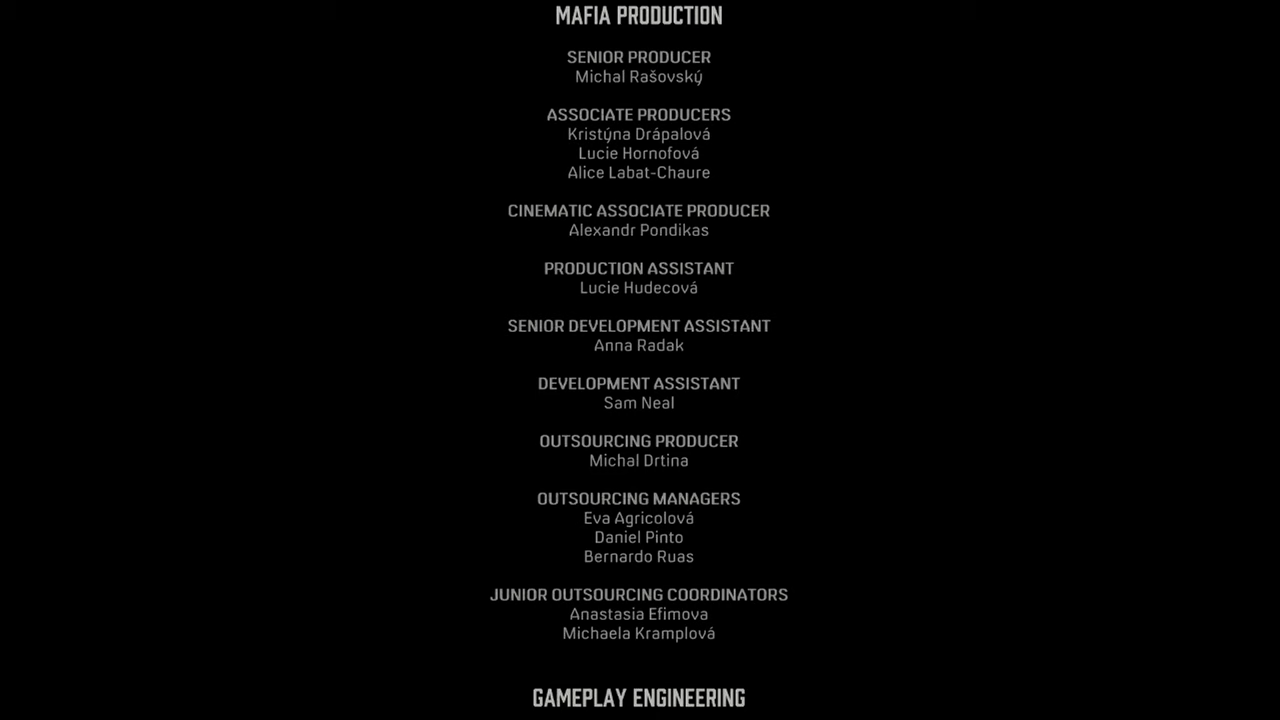 MAFIA PRODUCTION
SENIOR PRODUCER
Michal Rašovský
ASSOCIATE PRODUCERS
Kristýna Drápalová
Lucie Hornofová
Alice Labat-Chaure
CINEMATIC ASSOCIATE PRODUCER
Alexandr Pondikas
PRODUCTION ASSISTANT
Lucie Hudecová
SENIOR DEVELOPMENT ASSISTANT
Anna Radak
DEVELOPMENT ASSISTANT
Sam Neal
OUTSOURCING PRODUCER
Michal Drtina
OUTSOURCING MANAGERS
Eva Agricolová
Daniel Pinto
Bernardo Ruas
JUNIOR OUTSOURCING COORDINATORS
Anastasia Efimova
Michaela Kramplová
GAMEPLAY ENGINEERING